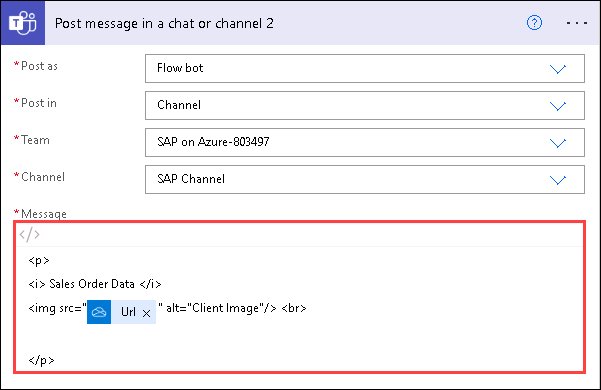 Post message in a chat or channel 2
*Post as
Flow bot
*Post in
Channel
*Team
SAP on Azure-803497
*Channel
SAP Channel
*Message
</>
<p>
<i> Sales Order Data </i>
<img src=" Url × " alt="Client Image"/> <br>
</p>